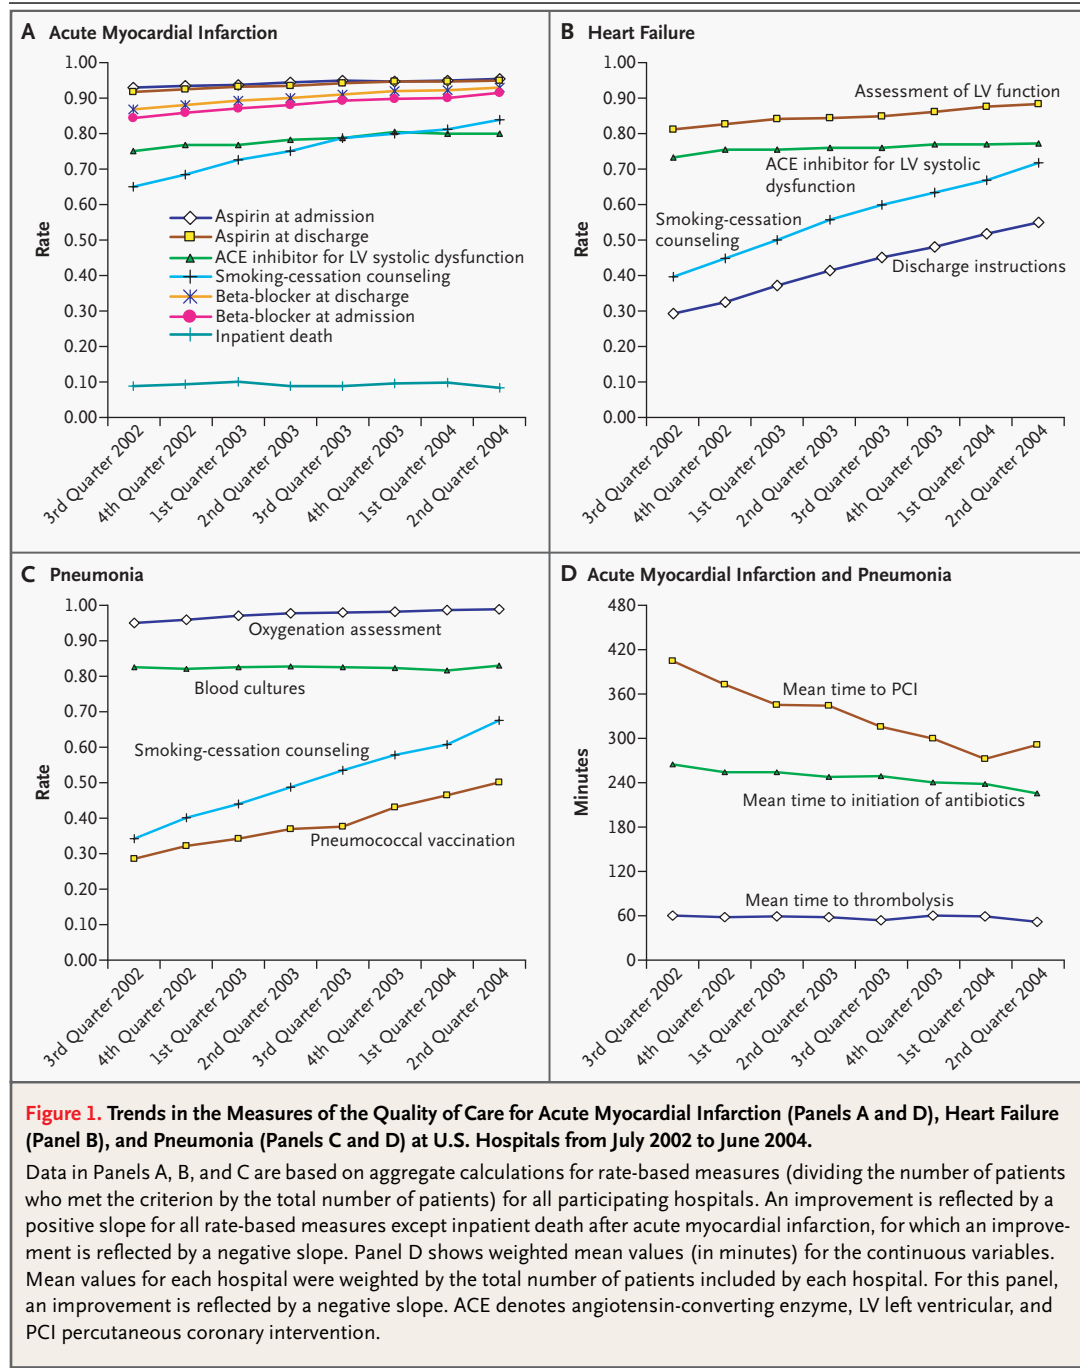 A Acute Myocardial Infarction
1.00
0.90
0.80
0.70
0.60
0.50
0.40
0.30
0.20
0.10
0.00
Rate
Aspirin at admission
Aspirin at discharge
ACE inhibitor for LV systolic dysfunction
Smoking-cessation counseling
Beta-blocker at discharge
Beta-blocker at admission
Inpatient death
3rd Quarter 2002
4th Quarter 2002
1st Quarter 2003
2nd Quarter 2003
3rd Quarter 2003
4th Quarter 2003
1st Quarter 2004
2nd Quarter 2004
B Heart Failure
1.00
0.90
0.80
0.70
0.60
0.50
0.40
0.30
0.20
0.10
0.00
Rate
Assessment of LV function
ACE inhibitor for LV systolic
dysfunction
Smoking-cessation
counseling
Discharge instructions
3rd Quarter 2002
4th Quarter 2002
1st Quarter 2003
2nd Quarter 2003
3rd Quarter 2003
4th Quarter 2003
1st Quarter 2004
2nd Quarter 2004
C Pneumonia
1.00
0.90
0.80
0.70
0.60
0.50
0.40
0.30
0.20
0.10
0.00
Rate
Oxygenation assessment
Blood cultures
Smoking-cessation counseling
Pneumococcal vaccination
3rd Quarter 2002
4th Quarter 2002
1st Quarter 2003
2nd Quarter 2003
3rd Quarter 2003
4th Quarter 2003
1st Quarter 2004
2nd Quarter 2004
D Acute Myocardial Infarction and Pneumonia
480
420
360
300
240
180
120
60
0
Minutes
Mean time to PCI
Mean time to initiation of antibiotics
Mean time to thrombolysis
3rd Quarter 2002
4th Quarter 2002
1st Quarter 2003
2nd Quarter 2003
3rd Quarter 2003
4th Quarter 2003
1st Quarter 2004
2nd Quarter 2004
Figure 1. Trends in the Measures of the Quality of Care for Acute Myocardial Infarction (Panels A and D), Heart Failure
(Panel B), and Pneumonia (Panels C and D) at U.S. Hospitals from July 2002 to June 2004.
Data in Panels A, B, and C are based on aggregate calculations for rate-based measures (dividing the number of patients
who met the criterion by the total number of patients) for all participating hospitals. An improvement is reflected by a
positive slope for all rate-based measures except inpatient death after acute myocardial infarction, for which an improve-
ment is reflected by a negative slope. Panel D shows weighted mean values (in minutes) for the continuous variables.
Mean values for each hospital were weighted by the total number of patients included by each hospital. For this panel,
an improvement is reflected by a negative slope. ACE denotes angiotensin-converting enzyme, LV left ventricular, and
PCI percutaneous coronary intervention.